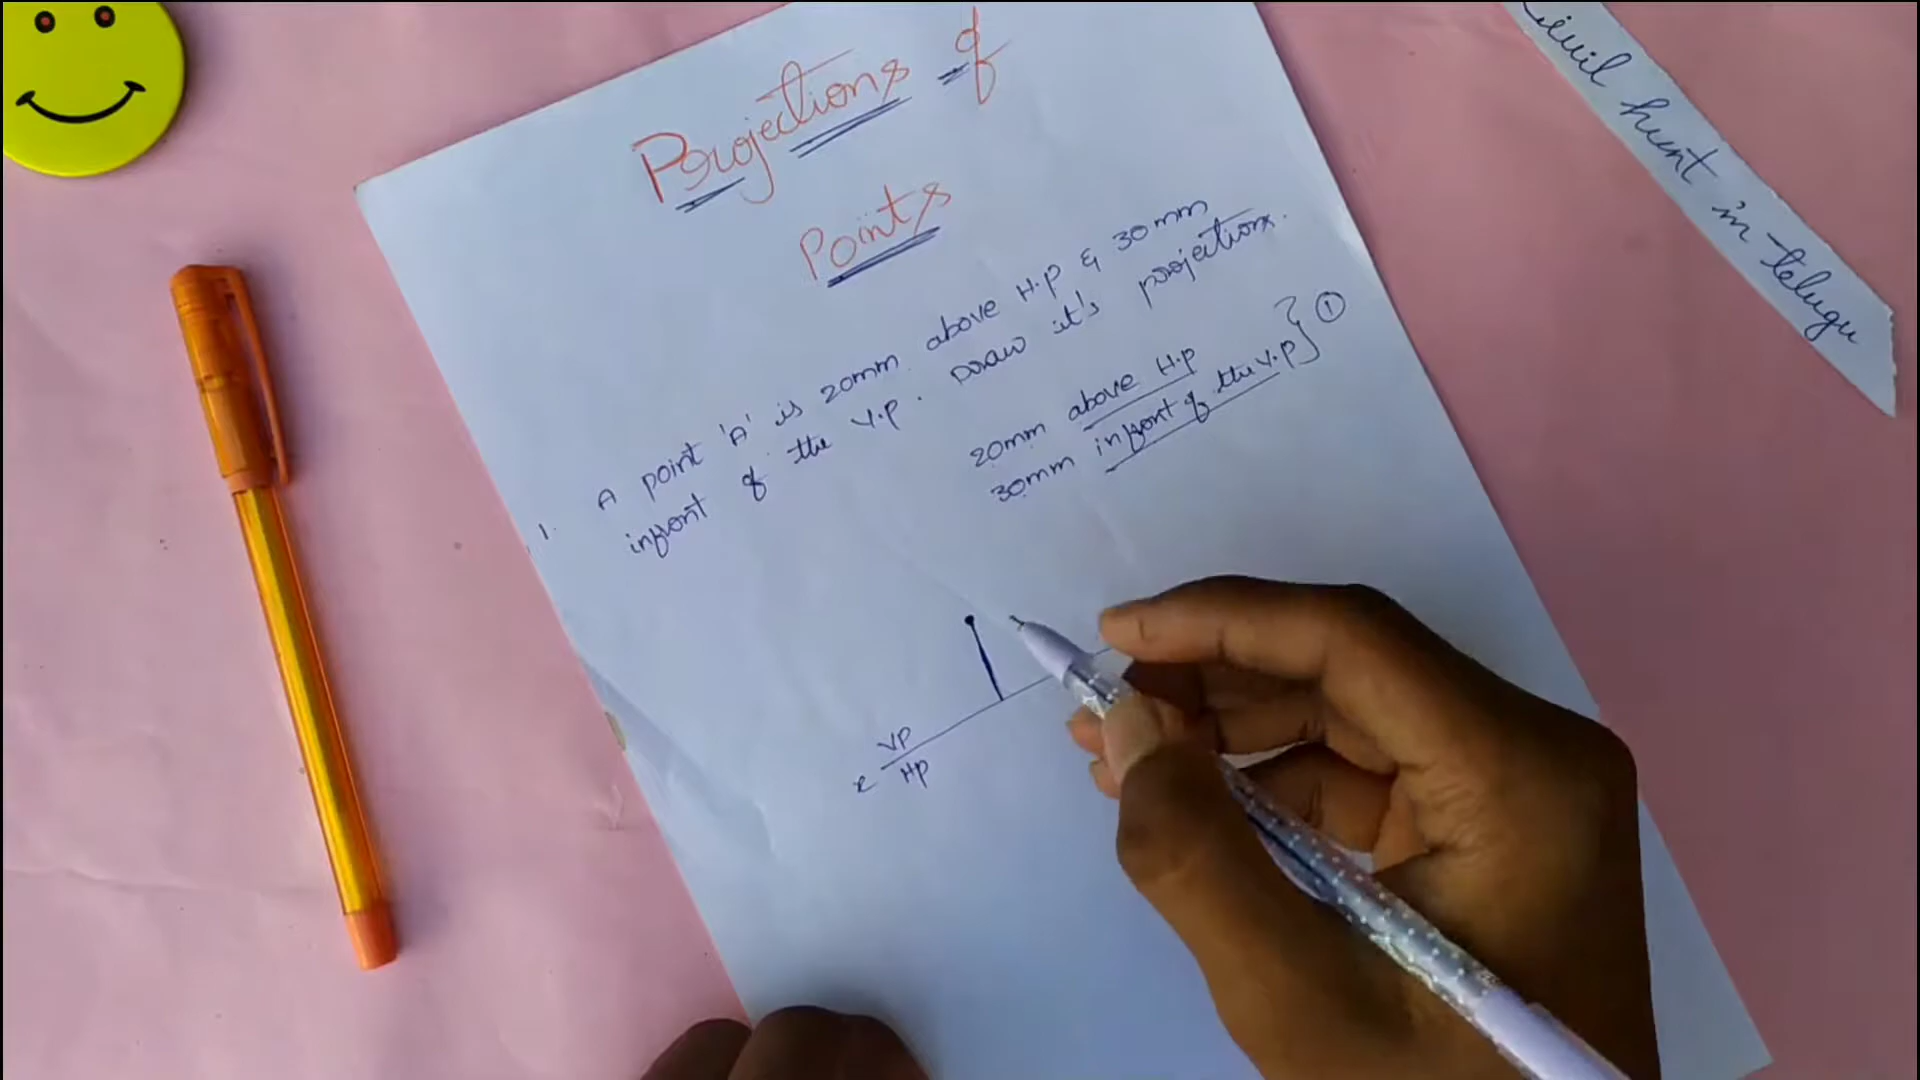 Projections of
Points
1. A point 'A' is 20mm above H.P & 30mm
infront of the V.P. Draw it's projections.
20mm above H.P
30mm infront of the V.P } ①
VP
x HP
civil hunt in telugu